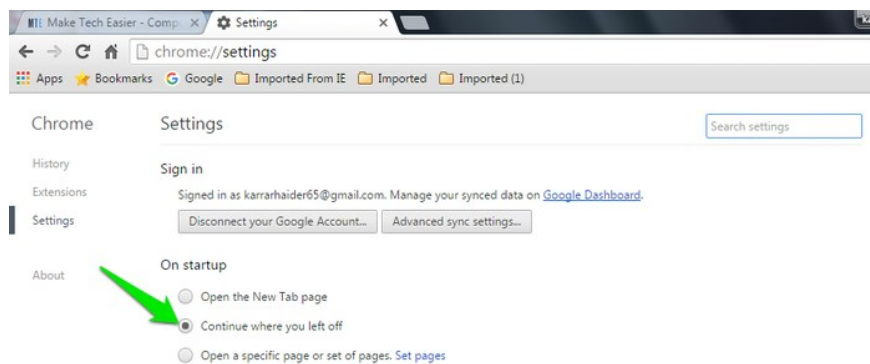 MTE Make Tech Easier - Comp
Settings
chrome://settings
Apps Bookmarks Google Imported From IE Imported Imported (1)
Chrome
Settings
Search settings
History
Extensions
Settings
About
Sign in
Signed in as karrarhaider65@gmail.com. Manage your synced data on Google Dashboard.
Disconnect your Google Account... Advanced sync settings...
On startup
Open the New Tab page
Continue where you left off
Open a specific page or set of pages. Set pages